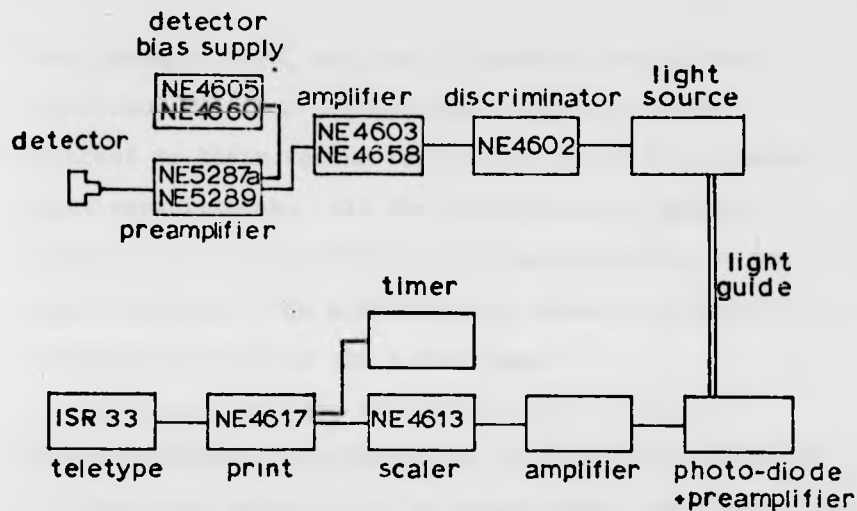 detector
bias supply
NE4605
NE4660
amplifier
NE4603
NE4658
discriminator
NE4602
light
source
detector
NE5287a
NE5289
preamplifier
light
guide
timer
ISR 33
teletype
NE4617
print
NE4613
scaler
amplifier
photo-diode
+preamplifier